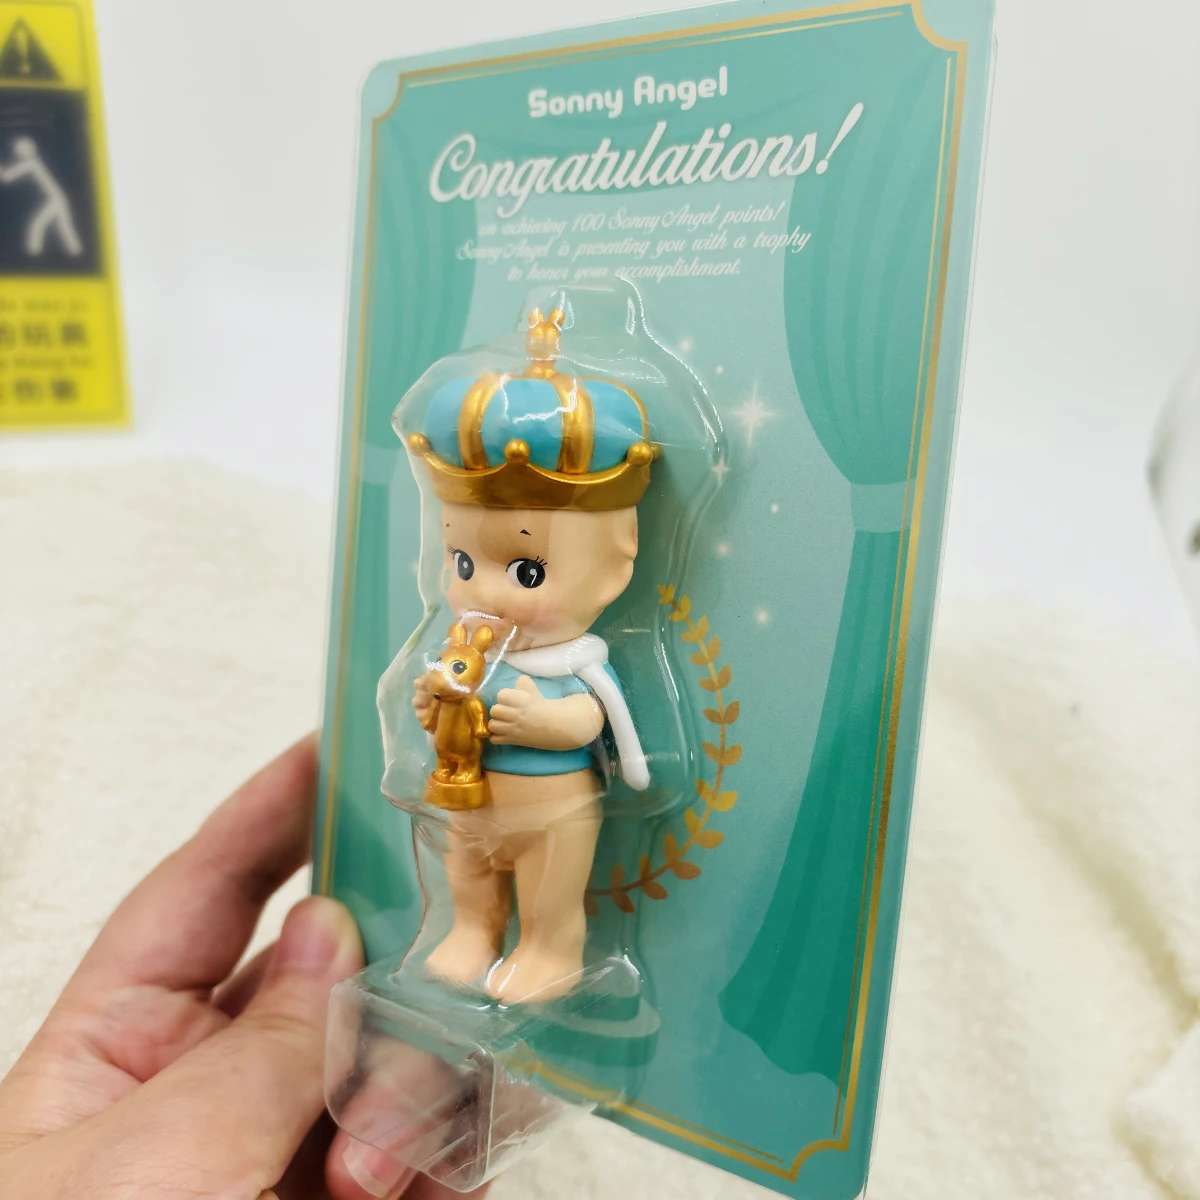 Sonny Angel
Congratulations!
on achieving 100 Sonny Angel points!
Sonny Angel is presenting you with a trophy
to honor your accomplishment.